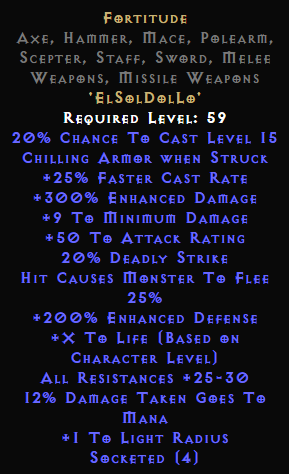 Fortitude
Axe, Hammer, Mace, Polearm,
Scepter, Staff, Sword, Melee
Weapons, Missile Weapons
'ElSolDolLo'
Required Level: 59
20% Chance To Cast Level 15
Chilling Armor when Struck
+25% Faster Cast Rate
+300% Enhanced Damage
+9 To Minimum Damage
+50 To Attack Rating
20% Deadly Strike
Hit Causes Monster To Flee
25%
+200% Enhanced Defense
+X To Life (Based on
Character Level)
All Resistances +25-30
12% Damage Taken Goes To
Mana
+1 To Light Radius
Socketed (4)